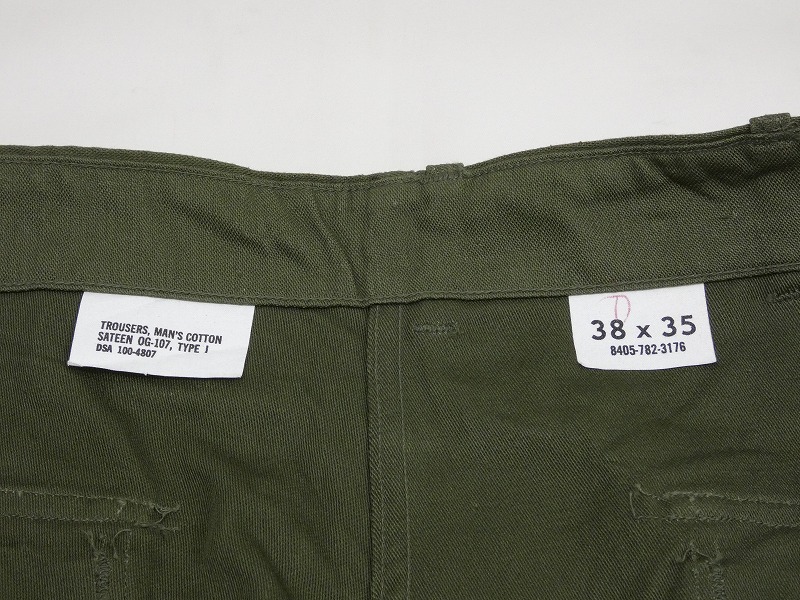 TROUSERS, MAN'S COTTON
SATEEN OG-107, TYPE I
DSA 100-4807
38 x 35
8405-782-3176